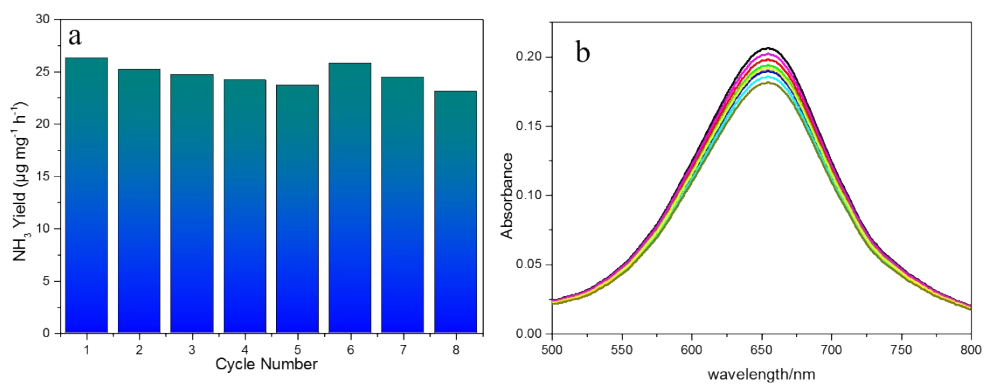 a
30
25
20
15
10
5
0
NH₃ Yield (µg mg⁻¹ h⁻¹)
1 2 3 4 5 6 7 8
Cycle Number
b
0.20
0.15
0.10
0.05
0.00
Absorbance
500 550 600 650 700 750 800
wavelength/nm